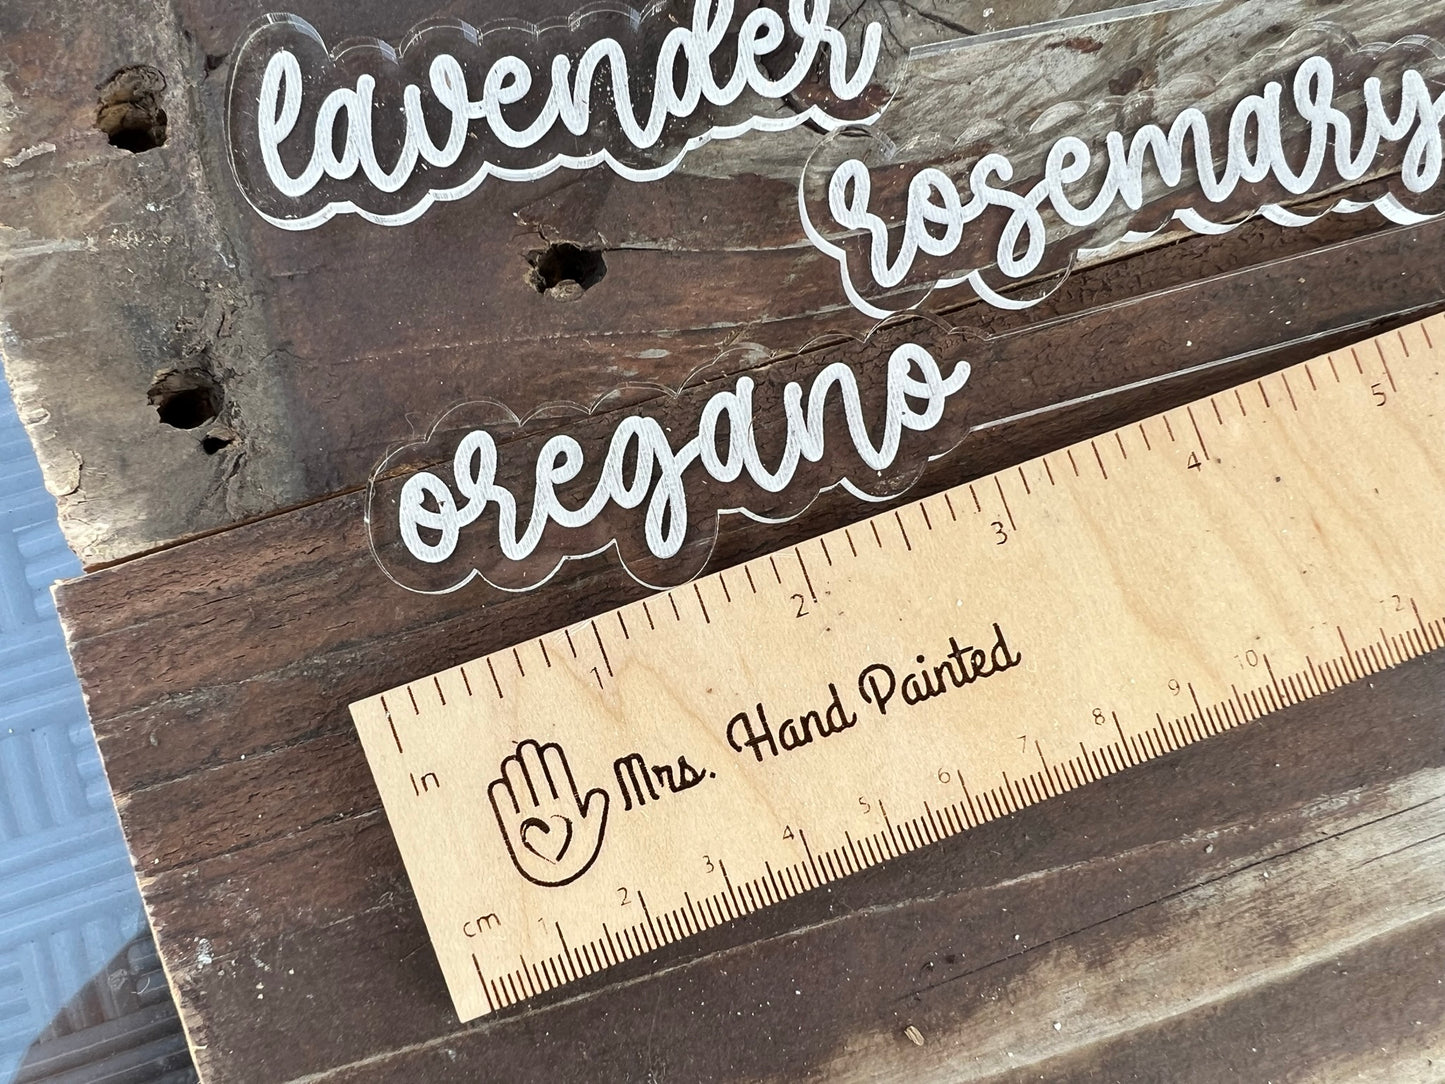 lavender
rosemary
oregano
1 2 3 4 5
In
Mrs. Hand Painted
cm
1 2 3 4 5 6 7 8 9 10 12